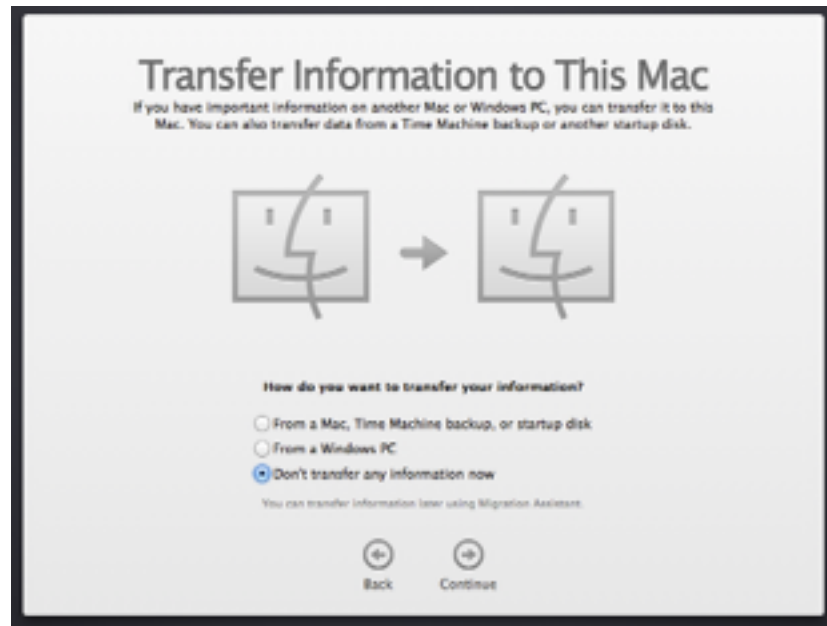 Transfer Information to This Mac
If you have important information on another Mac or Windows PC, you can transfer it to this
Mac. You can also transfer data from a Time Machine backup or another startup disk.
How do you want to transfer your information?
From a Mac, Time Machine backup, or startup disk
From a Windows PC
Don't transfer any information now
You can transfer information later using Migration Assistant.
Back
Continue